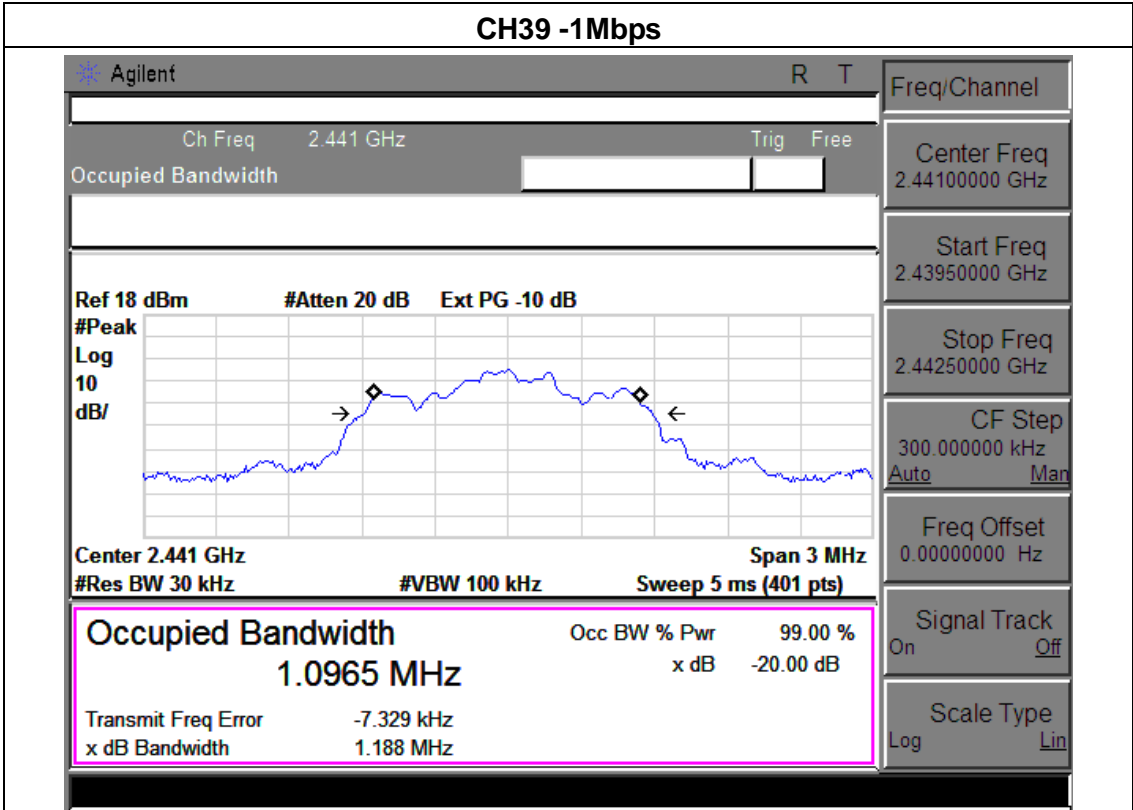 CH39 -1Mbps
Agilent R T
Ch Freq 2.441 GHz Trig Free
Occupied Bandwidth
Ref 18 dBm #Atten 20 dB Ext PG -10 dB
#Peak
Log
10
dB/
Center 2.441 GHz Span 3 MHz
#Res BW 30 kHz #VBW 100 kHz Sweep 5 ms (401 pts)
Occupied Bandwidth Occ BW % Pwr 99.00 %
1.0965 MHz x dB -20.00 dB
Transmit Freq Error -7.329 kHz
x dB Bandwidth 1.188 MHz
Freq/Channel
Center Freq
2.44100000 GHz
Start Freq
2.43950000 GHz
Stop Freq
2.44250000 GHz
CF Step
300.000000 kHz
Auto Man
Freq Offset
0.00000000 Hz
Signal Track
On Off
Scale Type
Log Lin